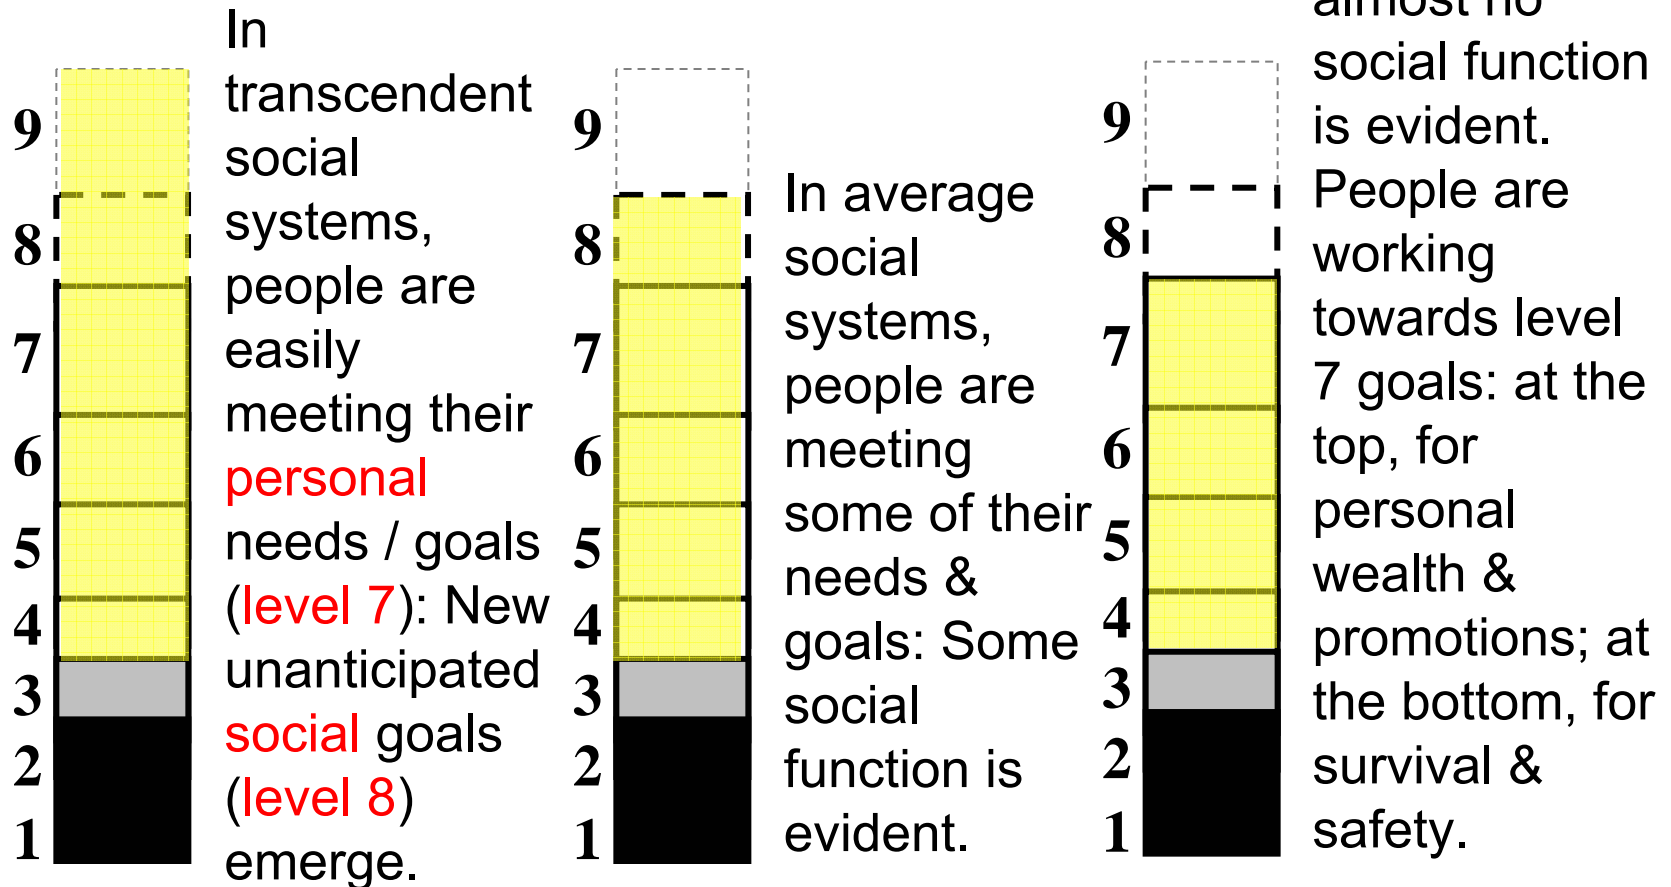 9
8
7
6
5
4
3
2
1
In
transcendent
social
systems,
people are
easily
meeting their
personal
needs / goals
(level 7): New
unanticipated
social goals
(level 8)
emerge.
9
8
7
6
5
4
3
2
1
In average
social
systems,
people are
meeting
some of their
needs &
goals: Some
social
function is
evident.
9
8
7
6
5
4
3
2
1
almost no
social function
is evident.
People are
working
towards level
7 goals: at the
top, for
personal
wealth &
promotions; at
the bottom, for
survival &
safety.